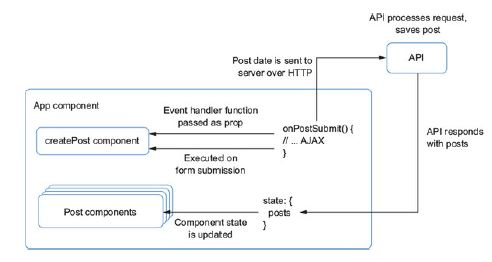 API processes request,
saves post
Post date is sent to
server over HTTP
API
App component
Event handler function
passed as prop
onPostSubmit() {
// ... AJAX
}
createPost component
Executed on
form submission
API responds
with posts
state: {
posts
}
Post components
Component state
is updated